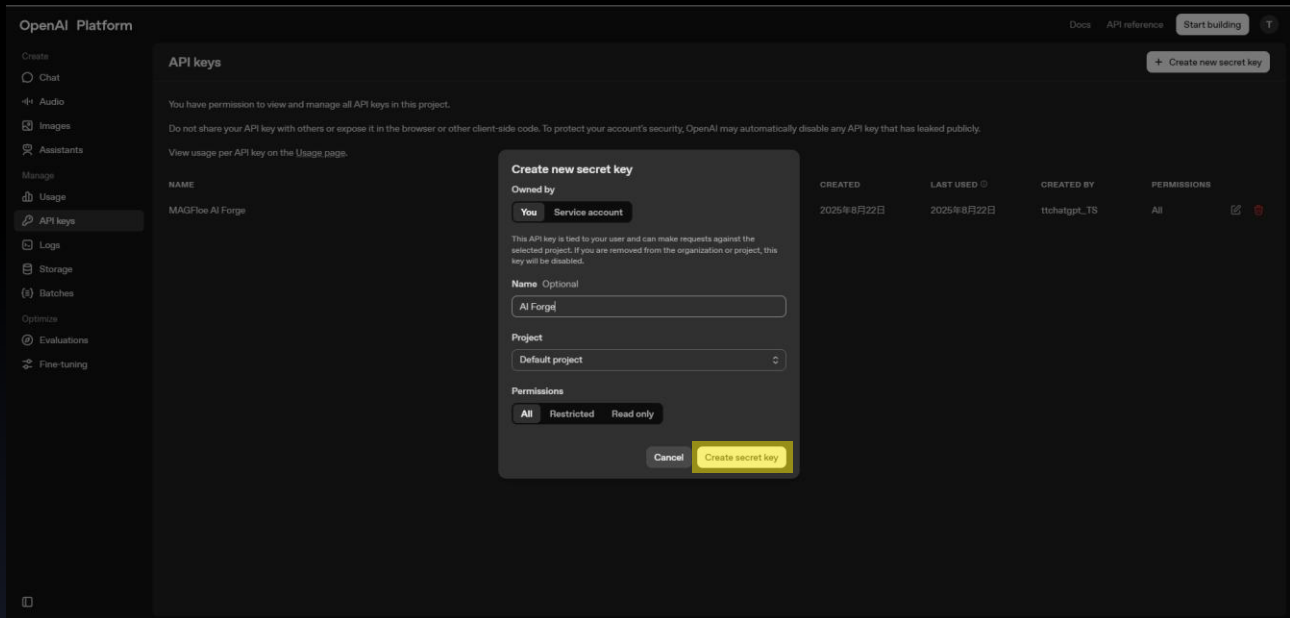 OpenAI Platform
Docs API reference Start building T
Create
Chat
Audio
Images
Assistants
Manage
Usage
API keys
Logs
Storage
Batches
Optimize
Evaluations
Fine-tuning
API keys
+ Create new secret key
You have permission to view and manage all API keys in this project.
Do not share your API key with others or expose it in the browser or other client-side code. To protect your account's security, OpenAI may automatically disable any API key that has leaked publicly.
View usage per API key on the Usage page.
NAME CREATED LAST USED CREATED BY PERMISSIONS
MAGFloe AI Forge 2025年8月22日 2025年8月22日 ttchatgpt_TS All
Create new secret key
Owned by
You Service account
This API key is tied to your user and can make requests against the
selected project. If you are removed from the organization or project, this
key will be disabled.
Name Optional
AI Forge
Project
Default project
Permissions
All Restricted Read only
Cancel Create secret key